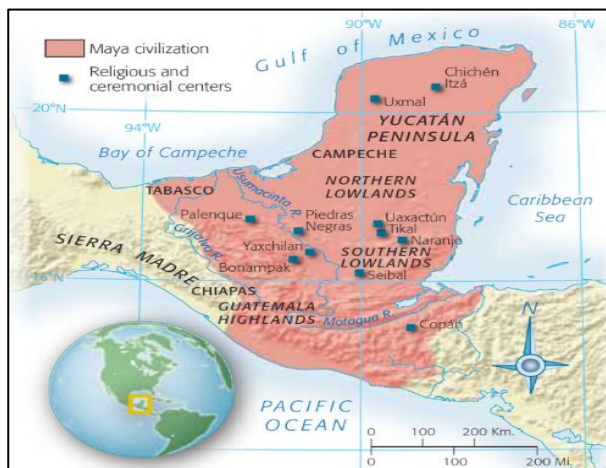 90°W
86°W
Maya civilization
Religious and
ceremonial centers
Gulf of Mexico
Chichén
Itzá
Uxmal
20°N
94°W
YUCATÁN
PENINSULA
Bay of Campeche
CAMPECHE
TABASCO
Usumacinta R.
NORTHERN
LOWLANDS
Caribbean
Sea
Palenque
Piedras
Negras
Uaxactún
Tikal
Naranjo
Grijalva R.
Yaxchilan
SOUTHERN
LOWLANDS
SIERRA MADRE
Bonampak
Seibal
16°N
CHIAPAS
GUATEMALA
HIGHLANDS
Motagua R.
Copán
N
PACIFIC
OCEAN
0 100 200 Km.
0 100 200 Mi.